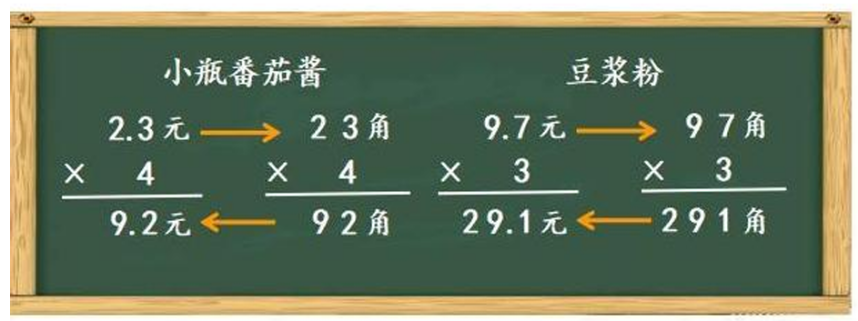 小瓶番茄酱 豆浆粉
2.3元 → 23角 9.7元 → 97角
× 4 × 4 × 3 × 3
9.2元 ← 92角 29.1元 ← 291角